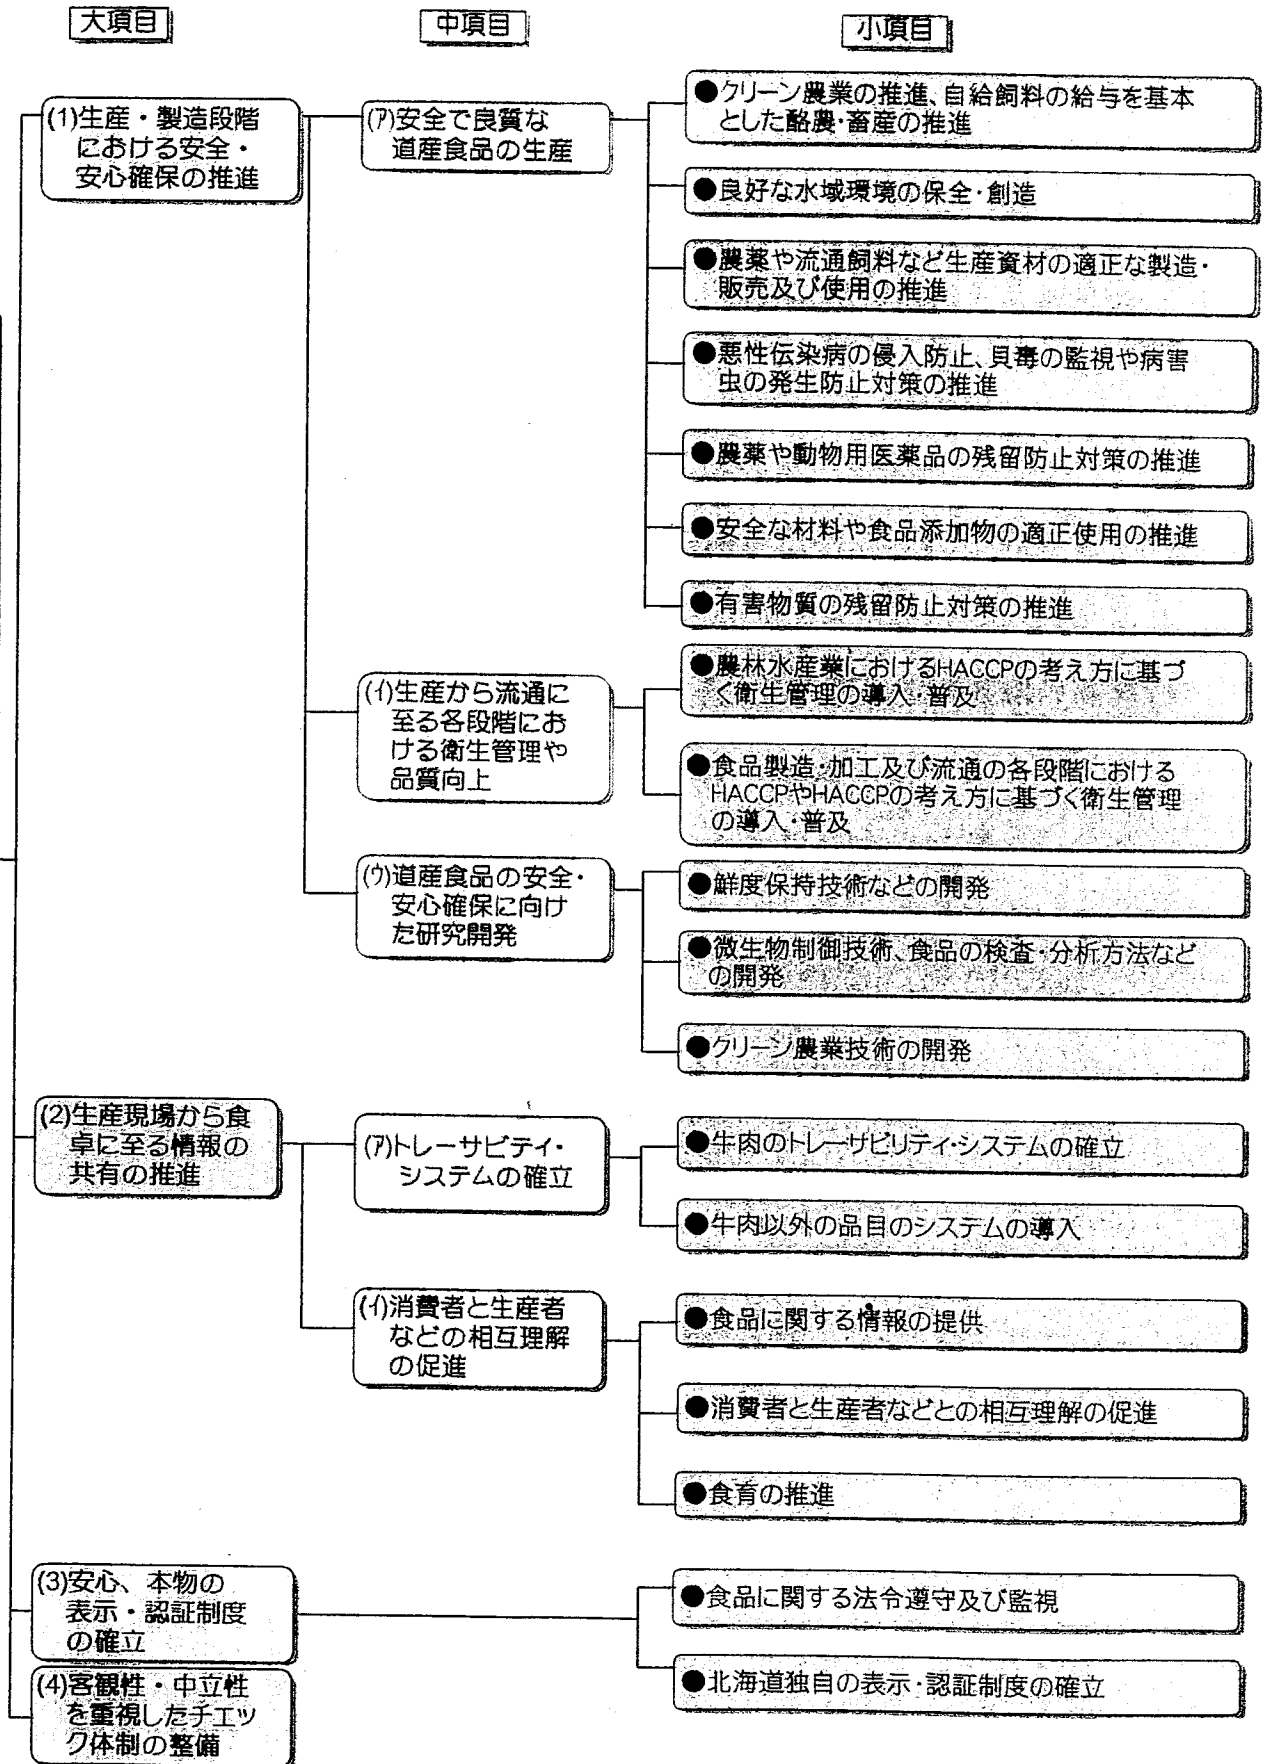 大項目
中項目
小項目
(1)生産・製造段階
における安全・
安心確保の推進
(ｱ)安全で良質な
道産食品の生産
●クリーン農業の推進、自給飼料の給与を基本
とした酪農・畜産の推進
●良好な水域環境の保全・創造
●農薬や流通飼料など生産資材の適正な製造・
販売及び使用の推進
●悪性伝染病の侵入防止、貝毒の監視や病害
虫の発生防止対策の推進
●農薬や動物用医薬品の残留防止対策の推進
●安全な材料や食品添加物の適正使用の推進
●有害物質の残留防止対策の推進
(ｲ)生産から流通に
至る各段階にお
ける衛生管理や
品質向上
●農林水産業におけるHACCPの考え方に基づ
く衛生管理の導入・普及
●食品製造・加工及び流通の各段階における
HACCPやHACCPの考え方に基づく衛生管理
の導入・普及
(ｳ)道産食品の安全・
安心確保に向け
た研究開発
●鮮度保持技術などの開発
●微生物制御技術、食品の検査・分析方法など
の開発
●クリーン農業技術の開発
(2)生産現場から食
卓に至る情報の
共有の推進
(ｱ)トレーサビティ・
システムの確立
●牛肉のトレーサビリティ・システムの確立
●牛肉以外の品目のシステムの導入
(ｲ)消費者と生産者
などの相互理解
の促進
●食品に関する情報の提供
●消費者と生産者などとの相互理解の促進
●食育の推進
(3)安心、本物の
表示・認証制度
の確立
●食品に関する法令遵守及び監視
●北海道独自の表示・認証制度の確立
(4)客観性・中立性
を重視したチエッ
ク体制の整備